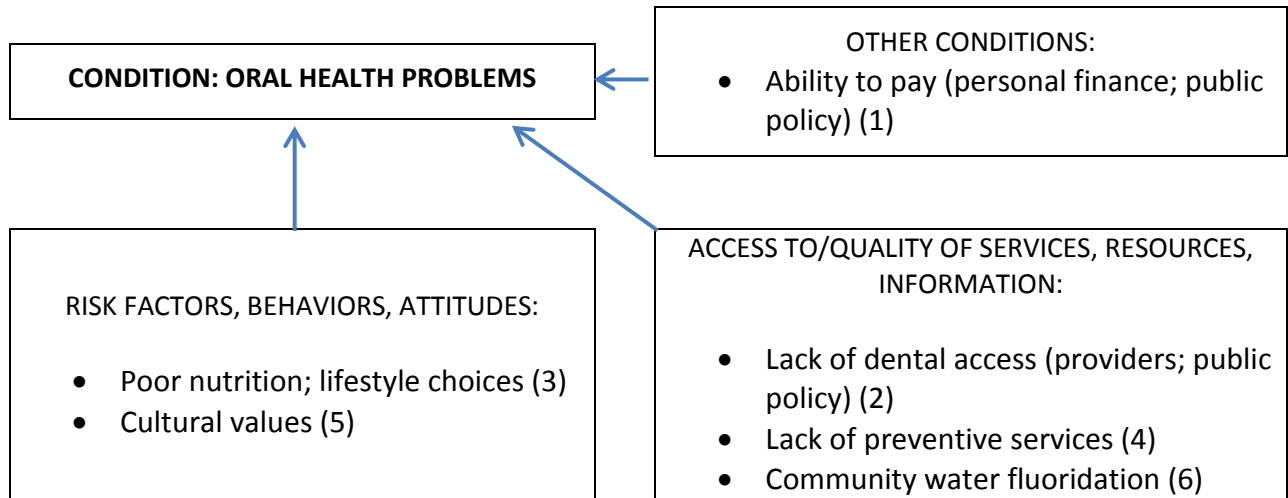 CONDITION: ORAL HEALTH PROBLEMS
OTHER CONDITIONS:
• Ability to pay (personal finance; public
policy) (1)
RISK FACTORS, BEHAVIORS, ATTITUDES:
• Poor nutrition; lifestyle choices (3)
• Cultural values (5)
ACCESS TO/QUALITY OF SERVICES, RESOURCES,
INFORMATION:
• Lack of dental access (providers; public
policy) (2)
• Lack of preventive services (4)
• Community water fluoridation (6)